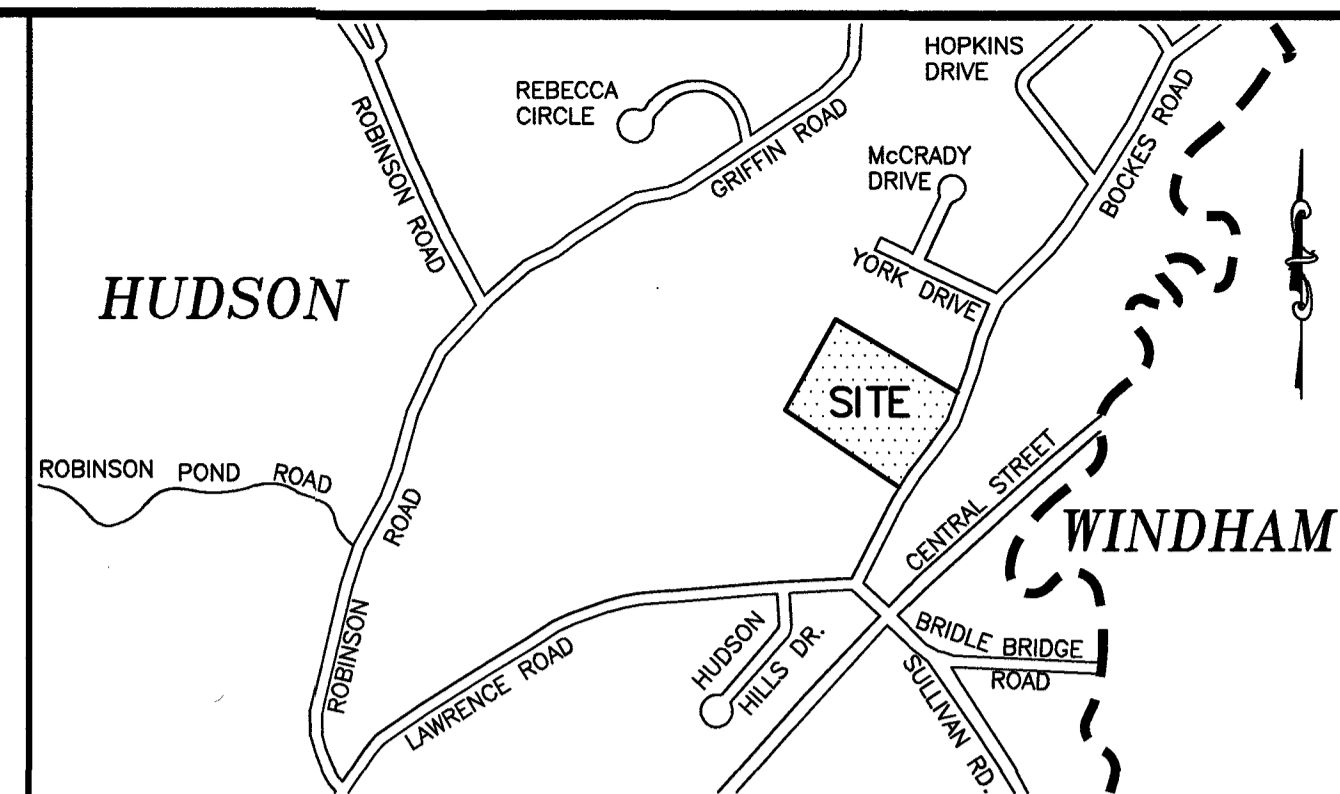 HOPKINS
DRIVE
REBECCA
CIRCLE
ROBINSON ROAD
GRIFFIN ROAD
BOCKES ROAD
McCRADY
DRIVE
YORK DRIVE
HUDSON
SITE
ROBINSON POND ROAD
ROAD
CENTRAL STREET
WINDHAM
ROBINSON
LAWRENCE ROAD
HUDSON
HILLS DR.
BRIDLE BRIDGE
ROAD
SULLIVAN RD.